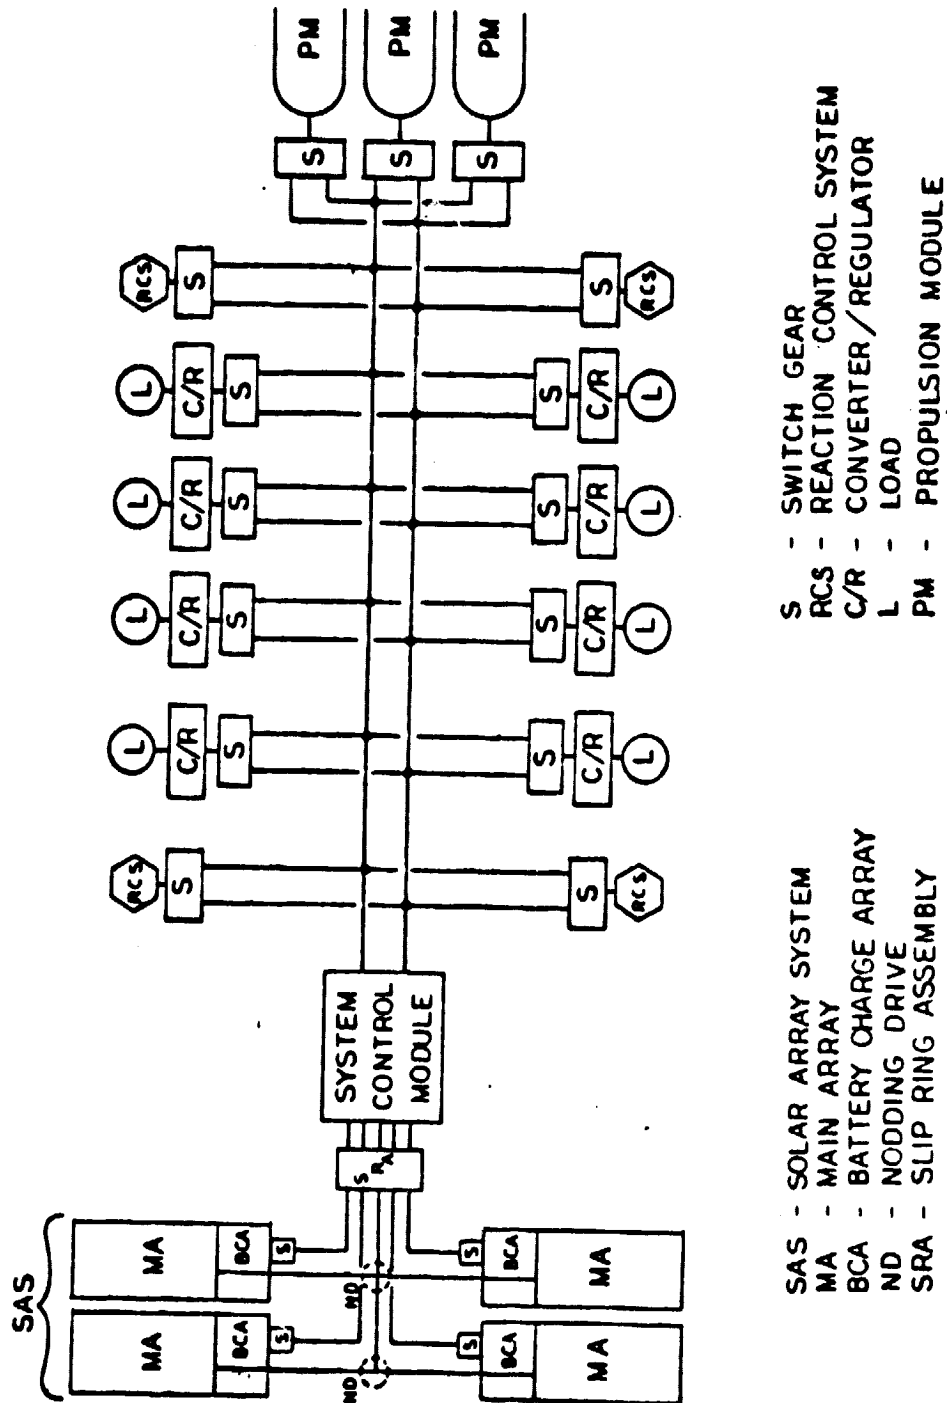 SAS
MA
MA
RCS
L
L
L
L
RCS
S
C/R
C/R
C/R
C/R
S
BCA
BCA
S
S
S
S
S
S
S
PM
ND
ND
SRA
SYSTEM
CONTROL
MODULE
S
PM
S
PM
S
S
BCA
BCA
S
S
S
S
MA
MA
S
C/R
C/R
C/R
C/R
S
RCS
L
L
L
L
RCS
SAS - SOLAR ARRAY SYSTEM
MA - MAIN ARRAY
BCA - BATTERY CHARGE ARRAY
ND - NODDING DRIVE
SRA - SLIP RING ASSEMBLY
S - SWITCH GEAR
RCS - REACTION CONTROL SYSTEM
C/R - CONVERTER/REGULATOR
L - LOAD
PM - PROPULSION MODULE